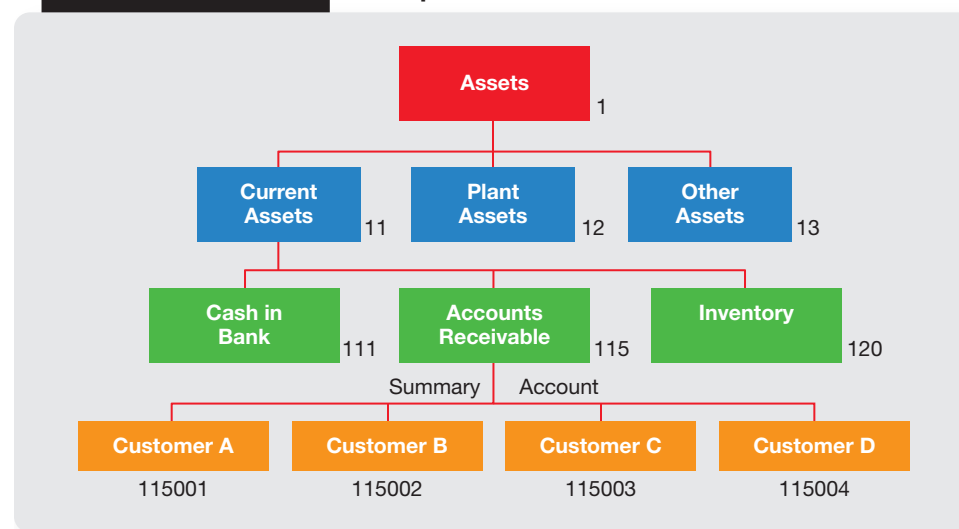 Assets
1
Current
Assets
11
Plant
Assets
12
Other
Assets
13
Cash in
Bank
111
Accounts
Receivable
115
Inventory
120
Summary Account
Customer A
Customer B
Customer C
Customer D
115001
115002
115003
115004